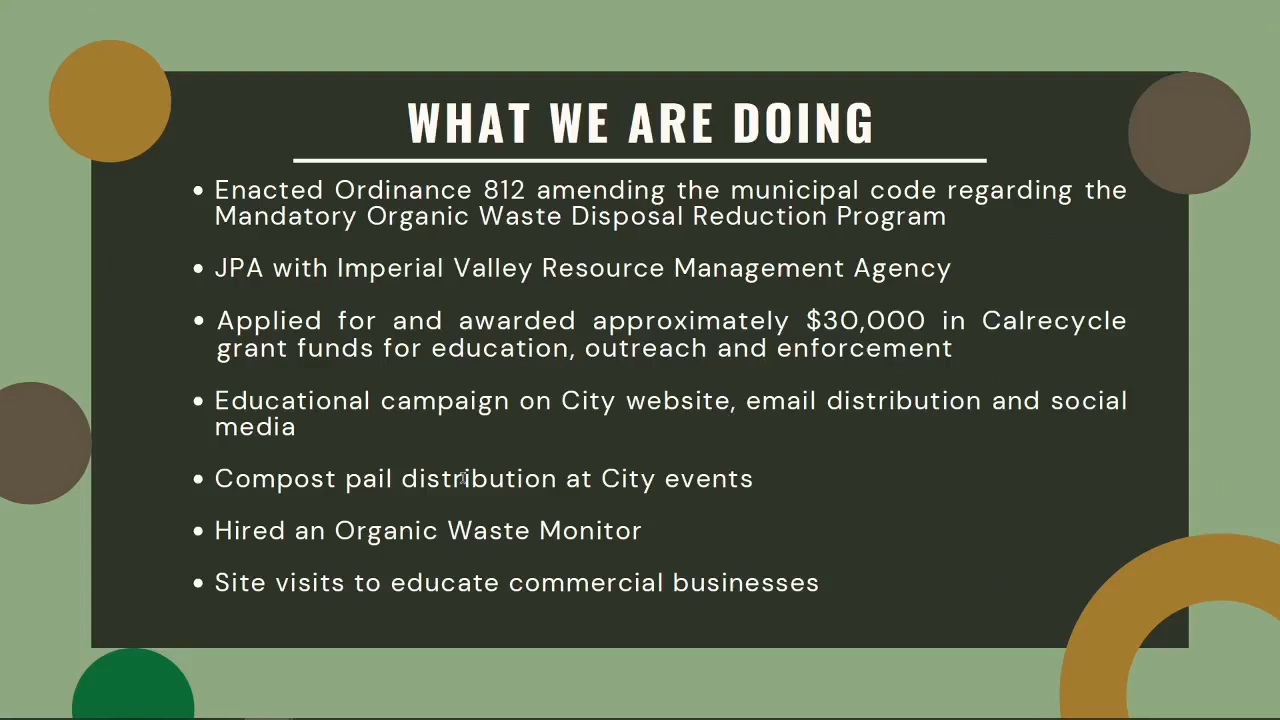 WHAT WE ARE DOING
• Enacted Ordinance 812 amending the municipal code regarding the
Mandatory Organic Waste Disposal Reduction Program
• JPA with Imperial Valley Resource Management Agency
• Applied for and awarded approximately $30,000 in Calrecycle
grant funds for education, outreach and enforcement
• Educational campaign on City website, email distribution and social
media
• Compost pail distribution at City events
• Hired an Organic Waste Monitor
• Site visits to educate commercial businesses